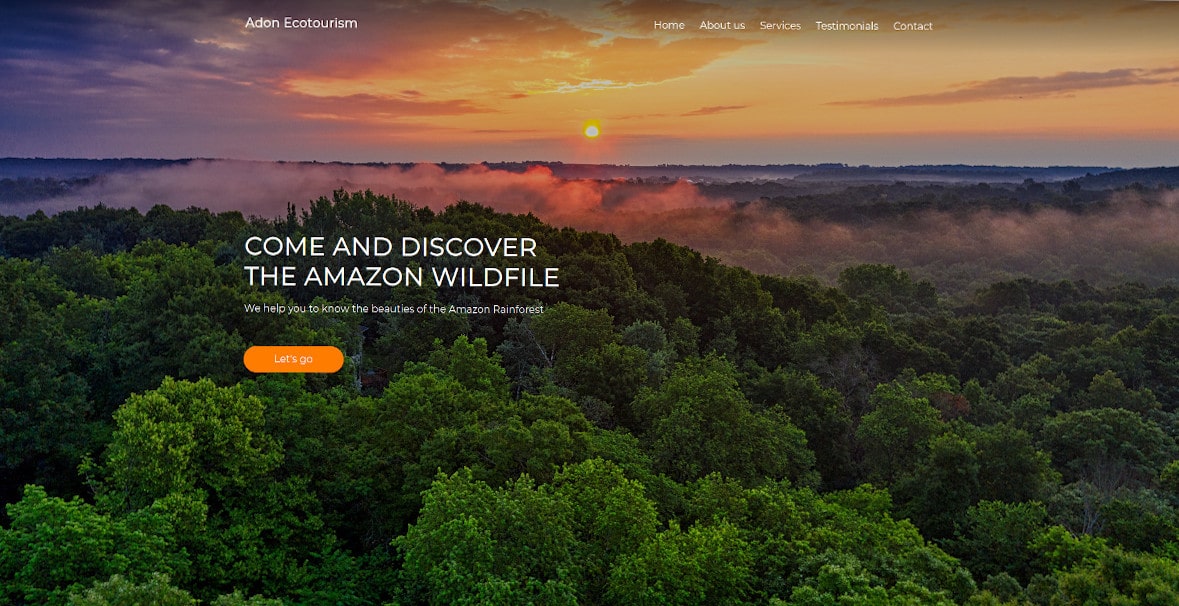 Adon Ecotourism
Home About us Services Testimonials Contact
COME AND DISCOVER
THE AMAZON WILDFILE
We help you to know the beauties of the Amazon Rainforest
Let's go